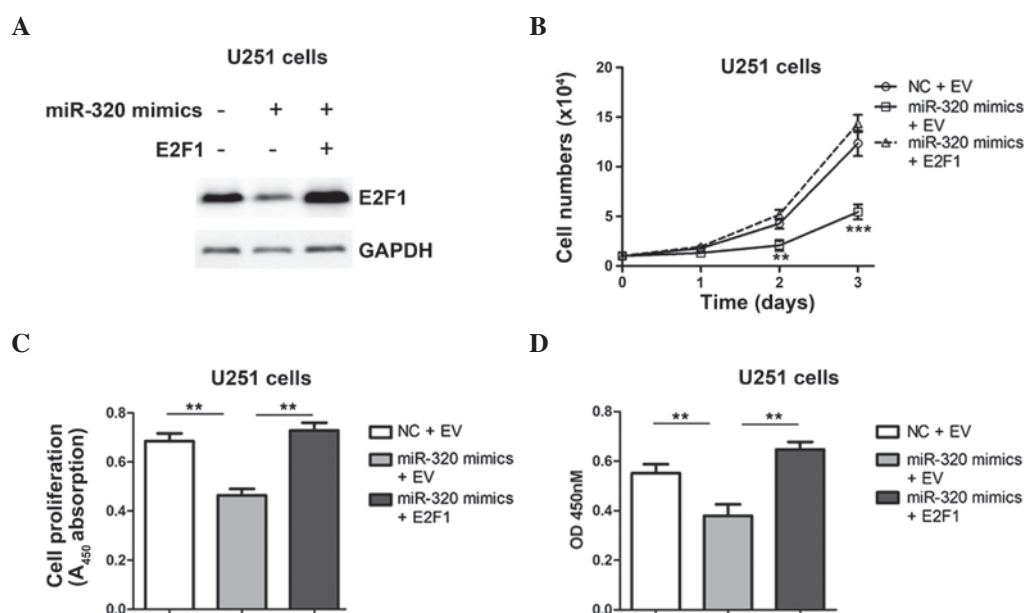 A
U251 cells
miR-320 mimics - + +
E2F1 - - +
E2F1
GAPDH
B
U251 cells
Cell numbers (x10⁴)
20
15
10
5
0
0 1 2 3
Time (days)
**
***
NC + EV
miR-320 mimics
+ EV
miR-320 mimics
+ E2F1
C
U251 cells
Cell proliferation
(A₄₅₀ absorption)
0.8
0.6
0.4
0.2
0.0
** **
NC + EV
miR-320 mimics
+ EV
miR-320 mimics
+ E2F1
D
U251 cells
OD 450nM
0.8
0.6
0.4
0.2
0.0
** **
NC + EV
miR-320 mimics
+ EV
miR-320 mimics
+ E2F1